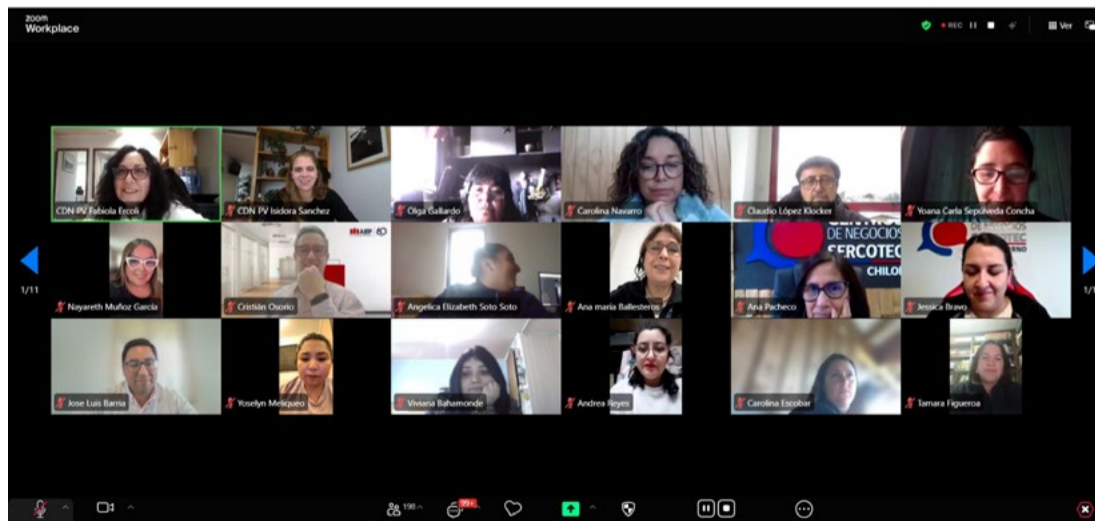 zoom
Workplace
REC
Ver
CDN PV Fabiola Ercoli
CDN PV Isidora Sanchez
Olga Gallardo
Carolina Navarro
Claudio López Klocker
Yoana Carla Sepúlveda Concha
1/11
Nayareth Muñoz García
Cristián Osorio
Angelica Elizabeth Soto Soto
Ana maria Ballesteros
DE NEGOCIOS
SERCOTEC
CHILO
Ana Pacheco
Jessica Bravo
1/1
Jose Luis Barria
Yoselyn Meliqueo
Viviana Bahamonde
Andrea Reyes
Carolina Escobar
Tamara Figueroa
198
99+